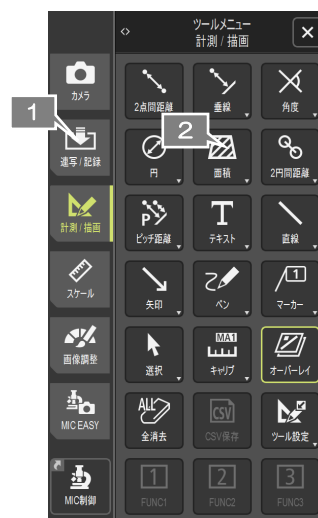 ツールメニュー
計測 / 描画
カメラ
1
連写 / 記録
計測 / 描画
スケール
画像調整
MIC EASY
MIC制御
2点間距離
垂線
角度
2
円
面積
2円間距離
P
ピッチ距離
T
テキスト
直線
矢印
ペン
1
マーカー
選択
MA1
キャリブ
オーバーレイ
ALL
全消去
CSV
CSV保存
ツール設定
1
FUNC1
2
FUNC2
3
FUNC3